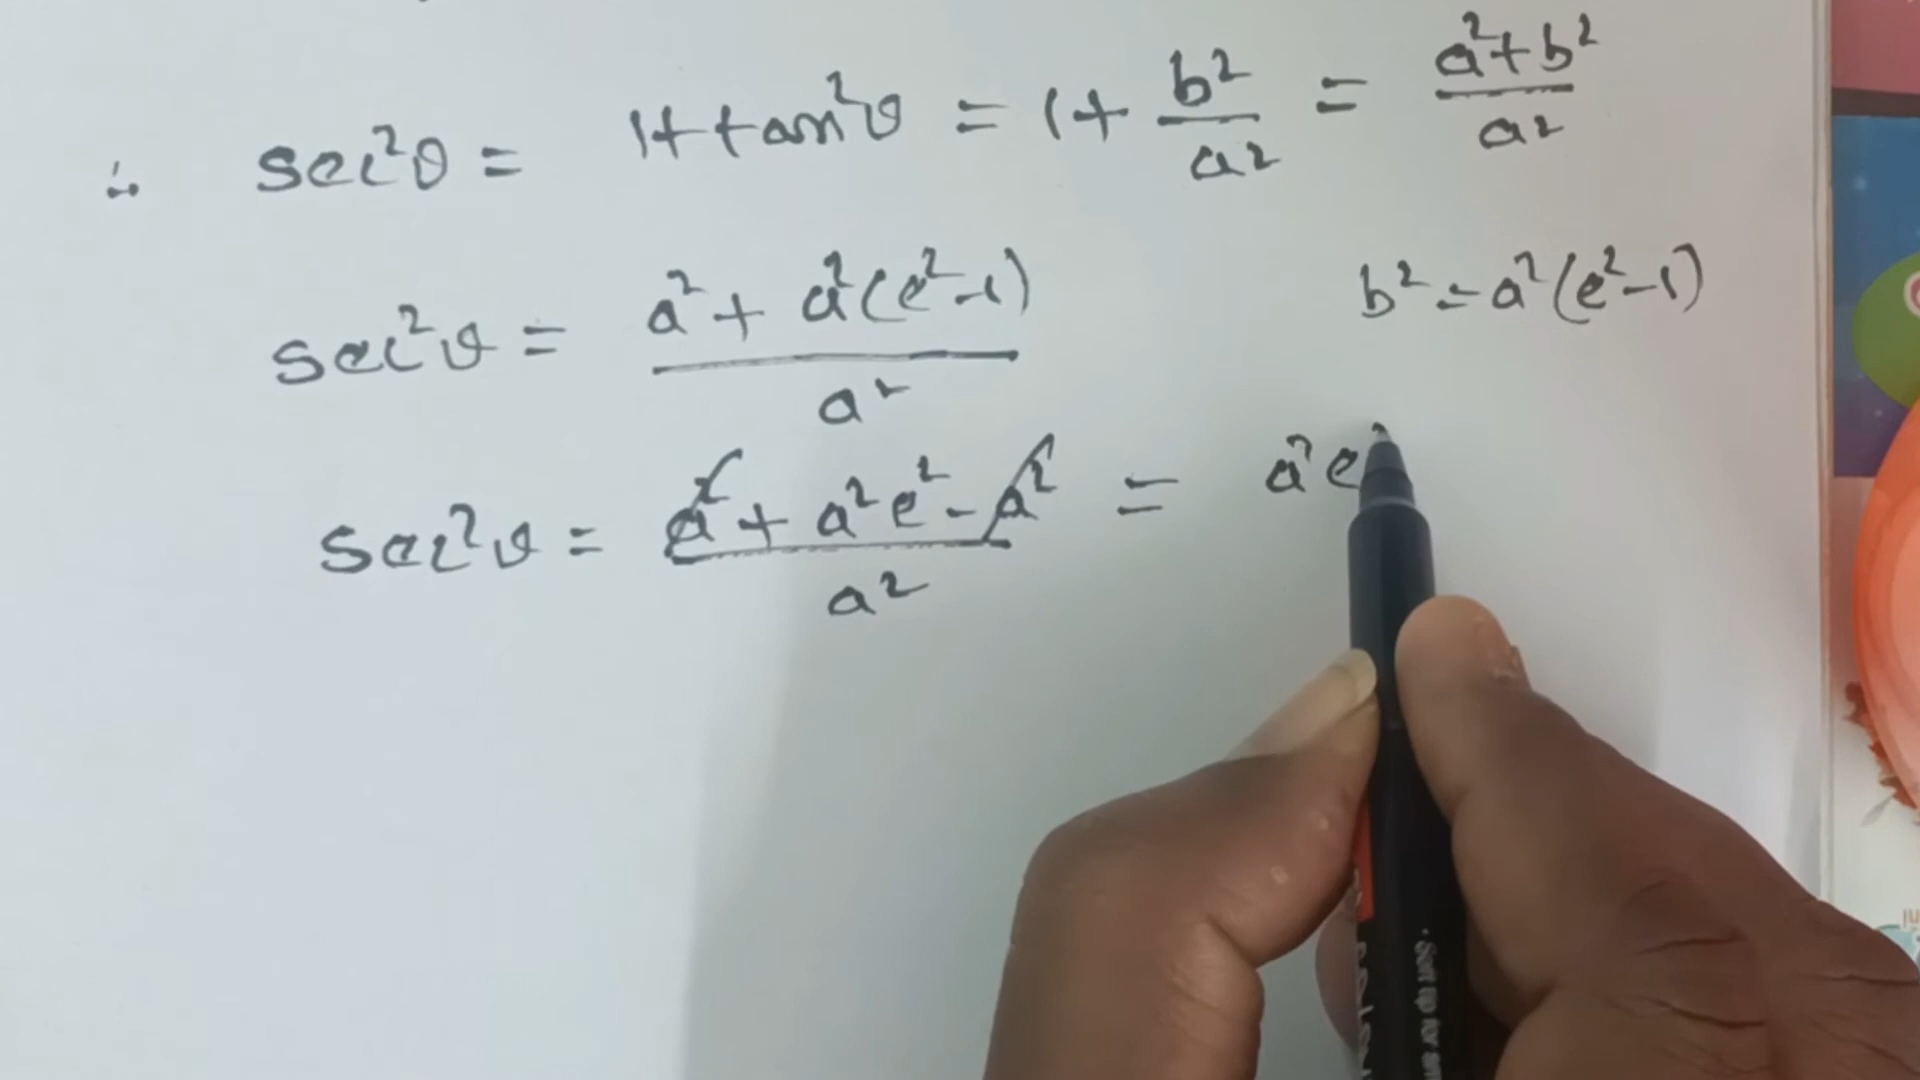 ∴ sec²θ = 1+tan²θ = 1 + b²/a² = a²+b²/a²
sec²θ = a² + a²(e²-1)/a²
b² = a²(e²-1)
sec²θ = a² + a²e² - a²/a² = a²e